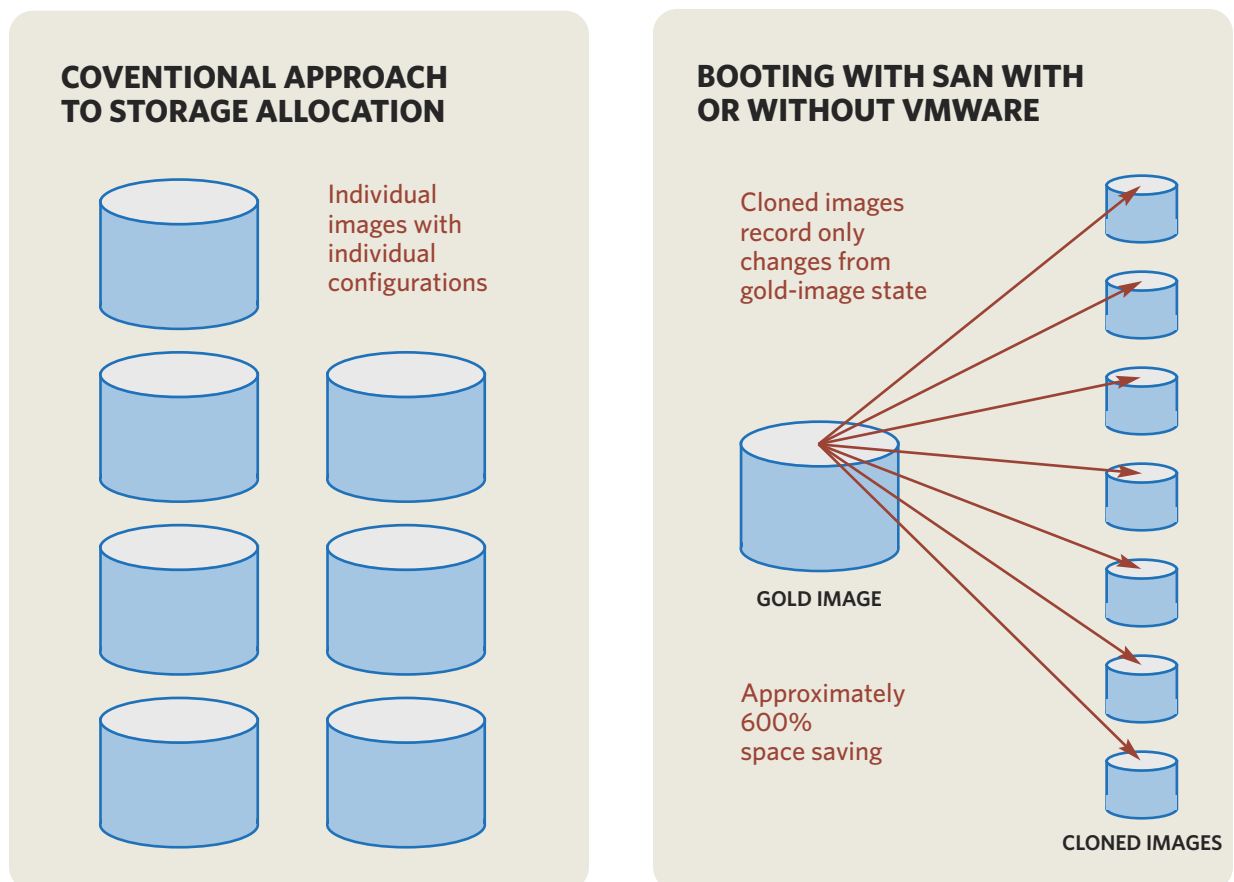 COVENTIONAL APPROACH
TO STORAGE ALLOCATION
Individual
images with
individual
configurations
BOOTING WITH SAN WITH
OR WITHOUT VMWARE
Cloned images
record only
changes from
gold-image state
GOLD IMAGE
Approximately
600%
space saving
CLONED IMAGES